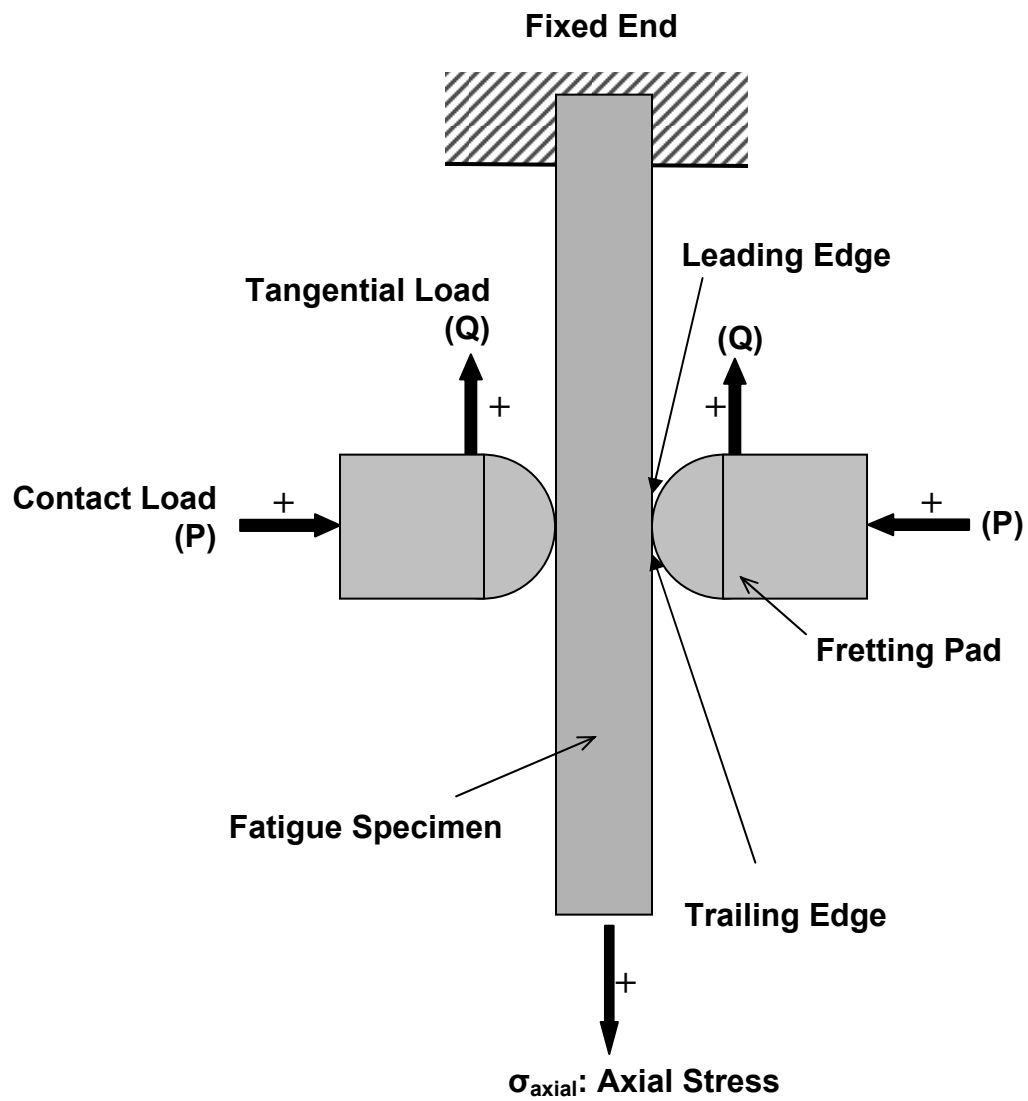 Fixed End
Leading Edge
Tangential Load
(Q)
(Q)
+
+
Contact Load
(P)
+
+
(P)
Fretting Pad
Fatigue Specimen
Trailing Edge
+
σaxial: Axial Stress